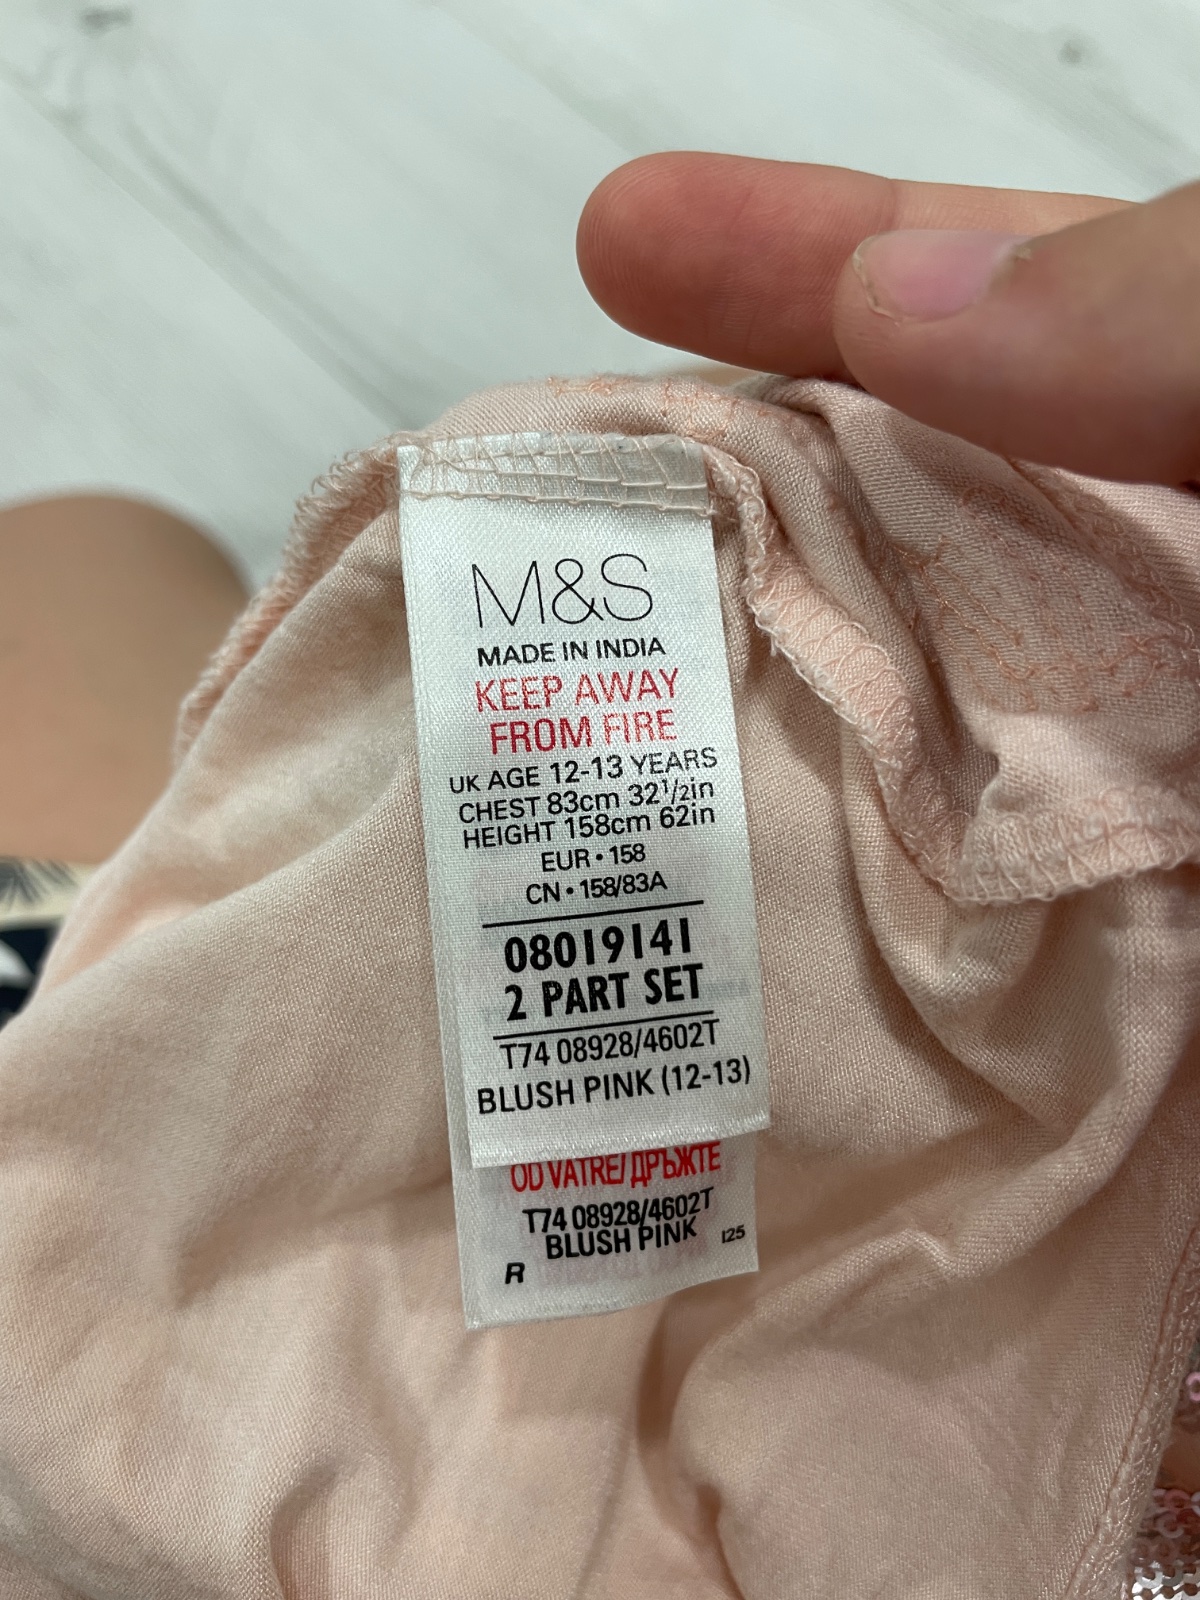 M&S
MADE IN INDIA
KEEP AWAY
FROM FIRE
UK AGE 12-13 YEARS
CHEST 83cm 32½in
HEIGHT 158cm 62in
EUR • 158
CN • 158/83A
08019141
2 PART SET
T74 08928/4602T
BLUSH PINK (12-13)
OD VATRE/ ДРЪЖТЕ
T74 08928/4602T
BLUSH PINK
I25
R